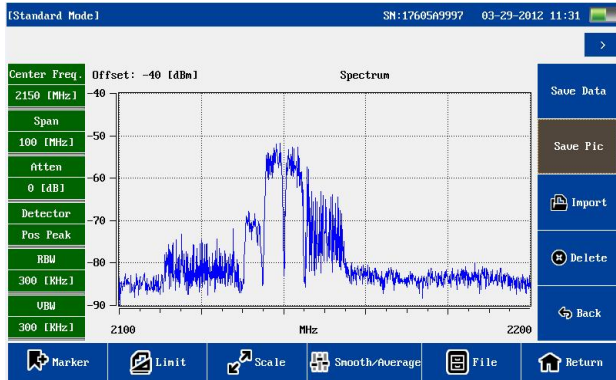 [Standard Mode] SN:17605A9997 03-29-2012 11:31
>
Center Freq.
2150 [MHz]
Span
100 [MHz]
Atten
0 [dB]
Detector
Pos Peak
RBW
300 [KHz]
VBW
300 [KHz]
Offset: -40 [dBm] Spectrum
-40
-50
-60
-70
-80
-90
2100 MHz 2200
Save Data
Save Pic
Import
Delete
Back
Marker Limit Scale Smooth/Average File Return